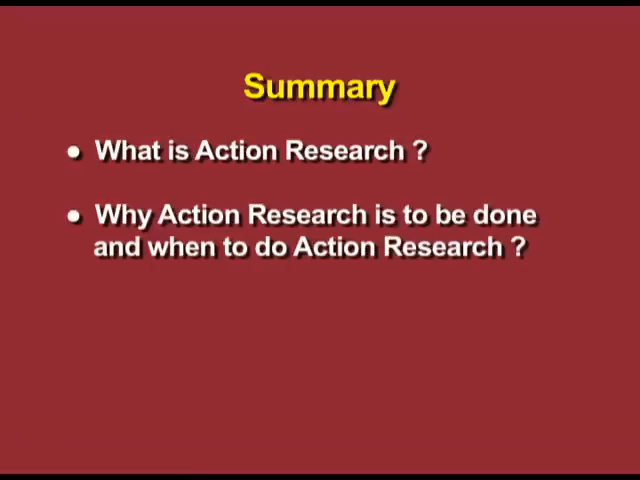 Summary
● What is Action Research ?
● Why Action Research is to be done
and when to do Action Research ?